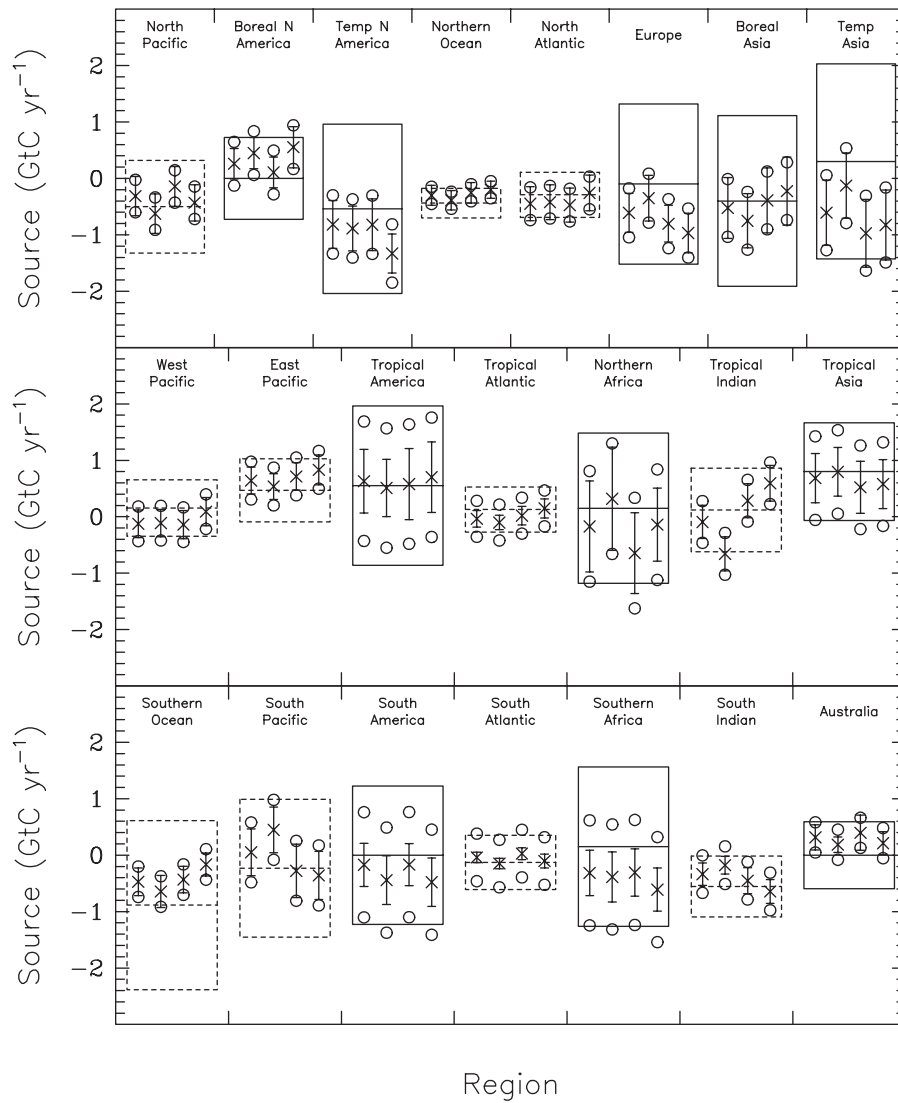 North Pacific
Boreal N America
Temp N America
Northern Ocean
North Atlantic
Europe
Boreal Asia
Temp Asia
Source (GtC yr⁻¹)
2
1
0
−1
−2
West Pacific
East Pacific
Tropical America
Tropical Atlantic
Northern Africa
Tropical Indian
Tropical Asia
Source (GtC yr⁻¹)
2
1
0
−1
−2
Southern Ocean
South Pacific
South America
South Atlantic
Southern Africa
South Indian
Australia
Source (GtC yr⁻¹)
2
1
0
−1
−2
Region